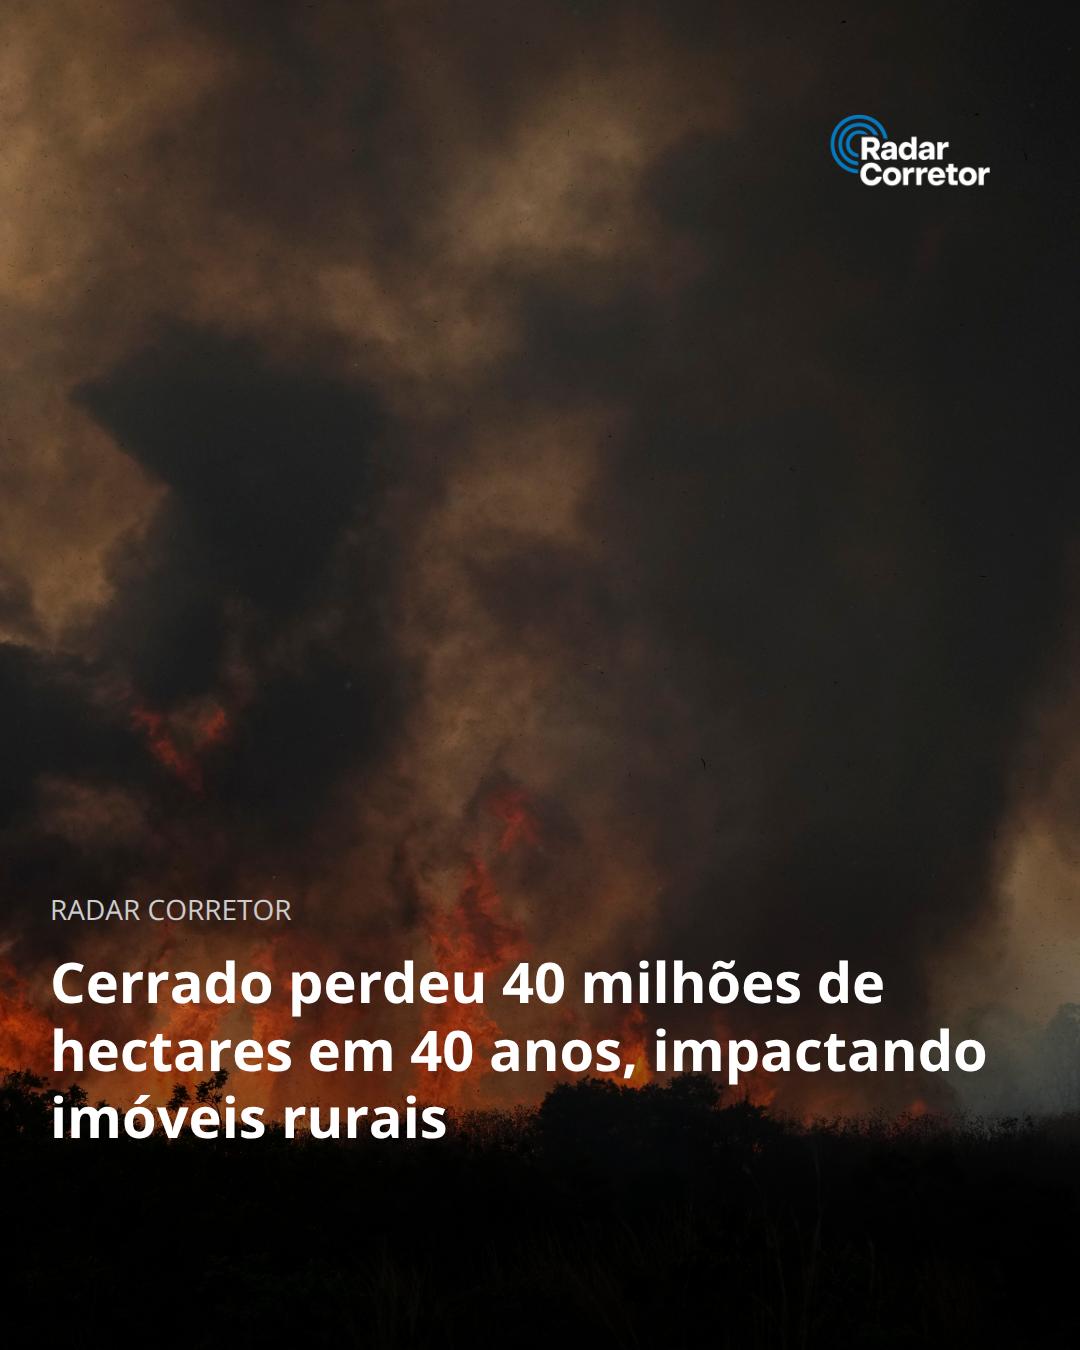 Radar
Corretor
RADAR CORRETOR
Cerrado perdeu 40 milhões de
hectares em 40 anos, impactando
imóveis rurais